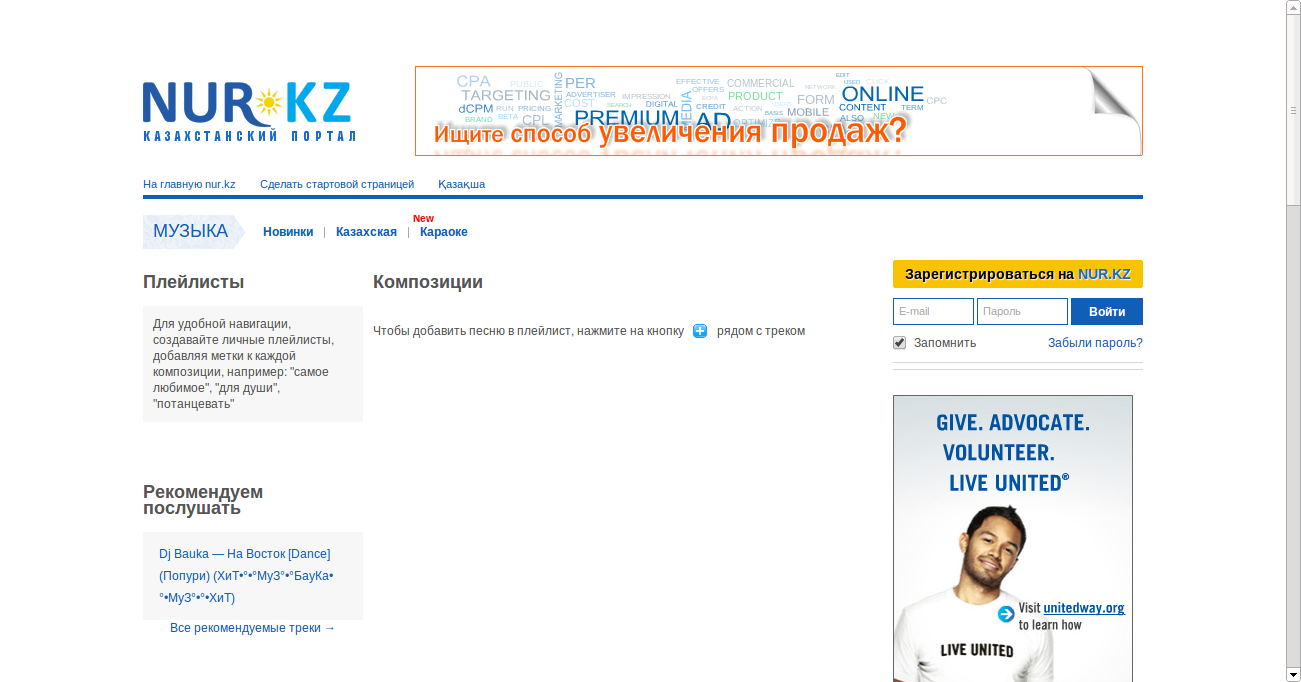 NUR KZ
КАЗАХСТАНСКИЙ ПОРТАЛ
CPA PUBLIC MARKETING PER EFFECTIVE COMMERCIAL EDIT
TARGETING ADVERTISER IMPRESSION OFFERS NETWORK USER CLICK
dCPM RUN PRICING COST SEARCH DIGITAL MEDIA PRODUCT FORM ONLINE CPC
BRAND BETA CPL PREMIUM CREDIT AD ACTION BASIS MOBILE CONTENT TERM
ALSO NEW
Ищите способ увеличения продаж?
На главную nur.kz Сделать стартовой страницей Қазақша
New
МУЗЫКА Новинки | Казахская | Караоке
Плейлисты
Для удобной навигации,
создавайте личные плейлисты,
добавляя метки к каждой
композиции, например: "самое
любимое", "для души",
"потанцевать"
Рекомендуем
послушать
Dj Bauka — На Восток [Dance]
(Попури) (ХиТ•°•°МуЗ°•°БауКа•
°•МуЗ°•°•ХиТ)
Все рекомендуемые треки →
Композиции
Чтобы добавить песню в плейлист, нажмите на кнопку рядом с треком
Зарегистрироваться на NUR.KZ
E-mail Пароль Войти
Запомнить Забыли пароль?
GIVE. ADVOCATE.
VOLUNTEER.
LIVE UNITED®
Visit unitedway.org
to learn how
LIVE UNITED